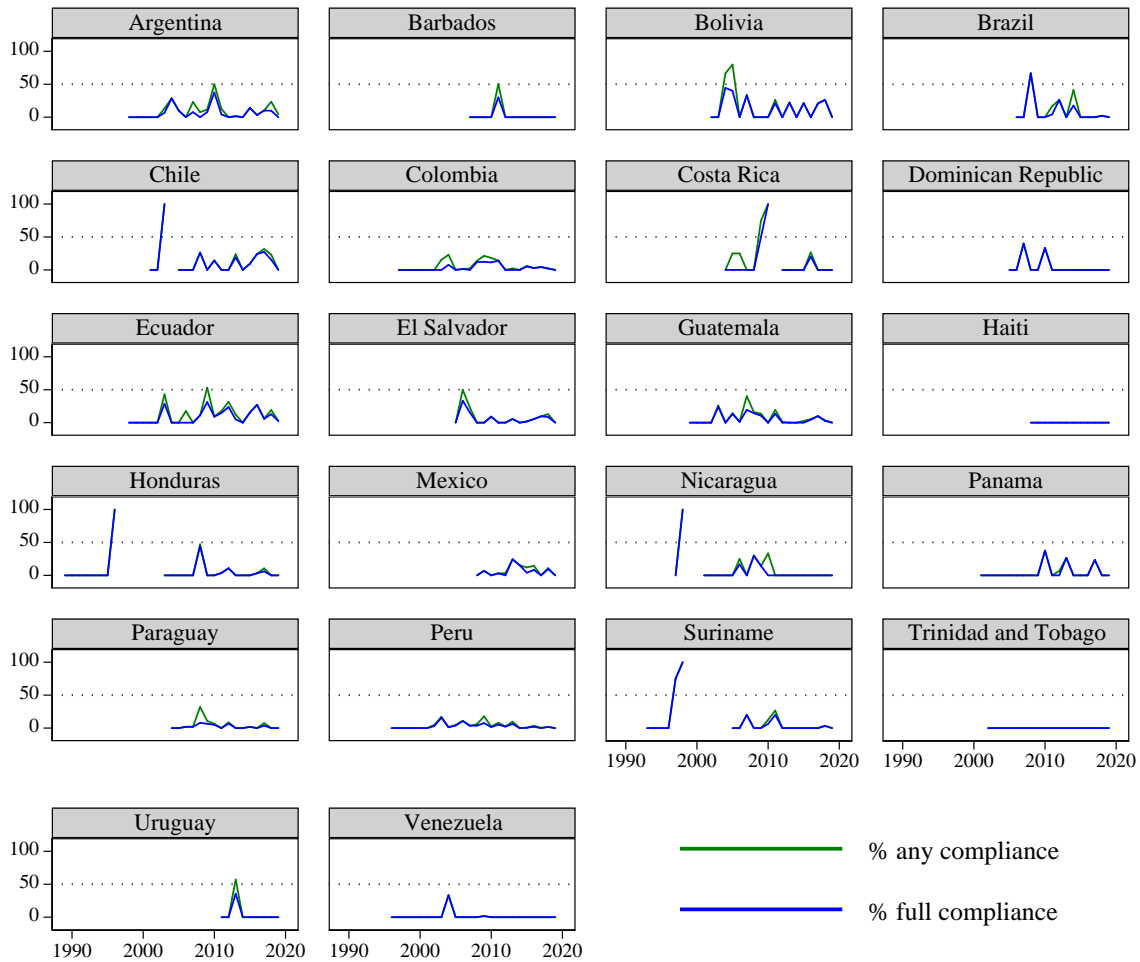 Argentina Barbados Bolivia Brazil
100
50
0
Chile Colombia Costa Rica Dominican Republic
100
50
0
Ecuador El Salvador Guatemala Haiti
100
50
0
Honduras Mexico Nicaragua Panama
100
50
0
Paraguay Peru Suriname Trinidad and Tobago
100
50
0
1990 2000 2010 2020 1990 2000 2010 2020
Uruguay Venezuela
100
50
0
1990 2000 2010 2020 1990 2000 2010 2020
% any compliance
% full compliance